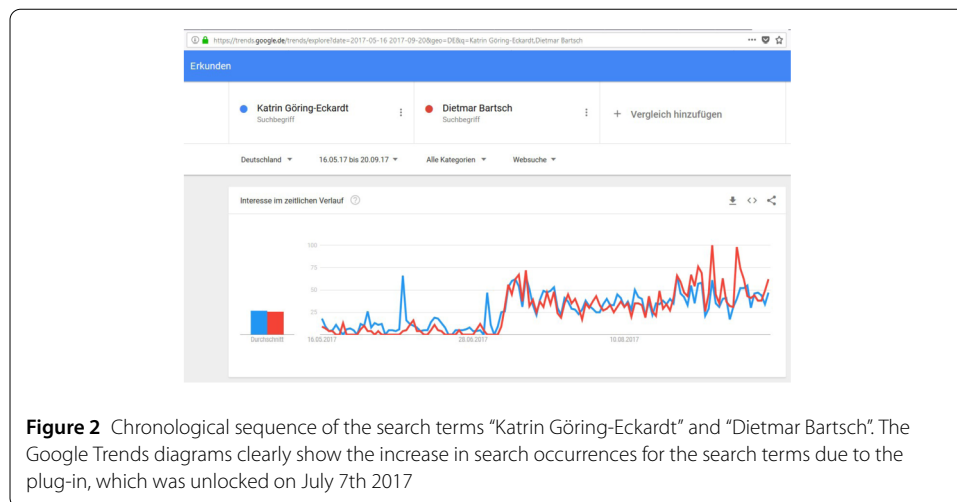 https://trends.google.de/trends/explore?date=2017-05-16 2017-09-20&geo=DE&q=Katrin Göring-Eckardt,Dietmar Bartsch
Erkunden
Katrin Göring-Eckardt
Suchbegriff
Dietmar Bartsch
Suchbegriff
+ Vergleich hinzufügen
Deutschland
16.05.17 bis 20.09.17
Alle Kategorien
Websuche
Interesse im zeitlichen Verlauf
100
75
50
25
Durchschnitt
16.05.2017
28.06.2017
10.08.2017
Figure 2 Chronological sequence of the search terms “Katrin Göring-Eckardt” and “Dietmar Bartsch”. The
Google Trends diagrams clearly show the increase in search occurrences for the search terms due to the
plug-in, which was unlocked on July 7th 2017